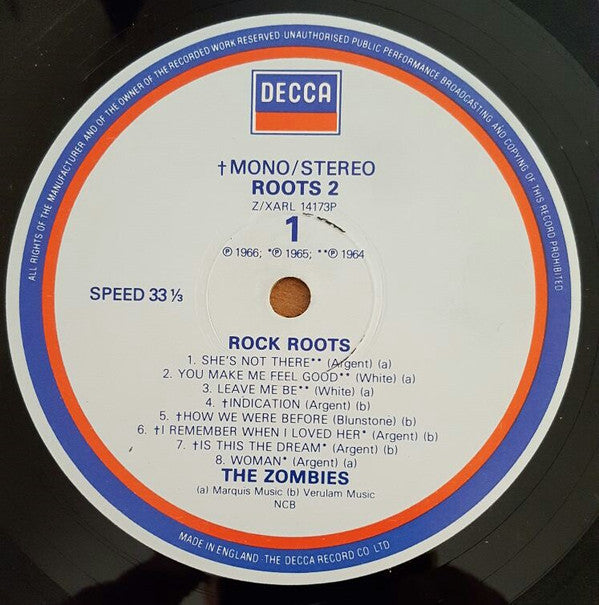 ALL RIGHTS OF THE MANUFACTURER AND OF THE OWNER OF THE RECORDED WORK RESERVED·UNAUTHORISED PUBLIC PERFORMANCE BROADCASTING AND COPYING OF THIS RECORD PROHIBITED
DECCA
†MONO/STEREO
ROOTS 2
Z/XARL 14173P
1
℗ 1966; *℗ 1965; **℗ 1964
SPEED 33 ⅓
ROCK ROOTS
1. SHE'S NOT THERE** (Argent) (a)
2. YOU MAKE ME FEEL GOOD** (White) (a)
3. LEAVE ME BE** (White) (a)
4. †INDICATION (Argent) (b)
5. †HOW WE WERE BEFORE (Blunstone) (b)
6. †I REMEMBER WHEN I LOVED HER* (Argent) (b)
7. †IS THIS THE DREAM* (Argent) (b)
8. WOMAN* (Argent) (a)
THE ZOMBIES
(a) Marquis Music (b) Verulam Music
NCB
MADE IN ENGLAND·THE DECCA RECORD CO LTD